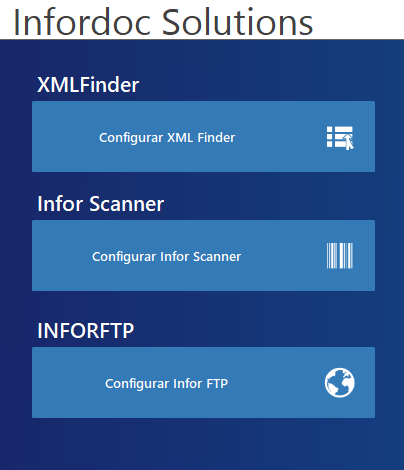 Infordoc Solutions
XMLFinder
Configurar XML Finder
Infor Scanner
Configurar Infor Scanner
INFORFTP
Configurar Infor FTP